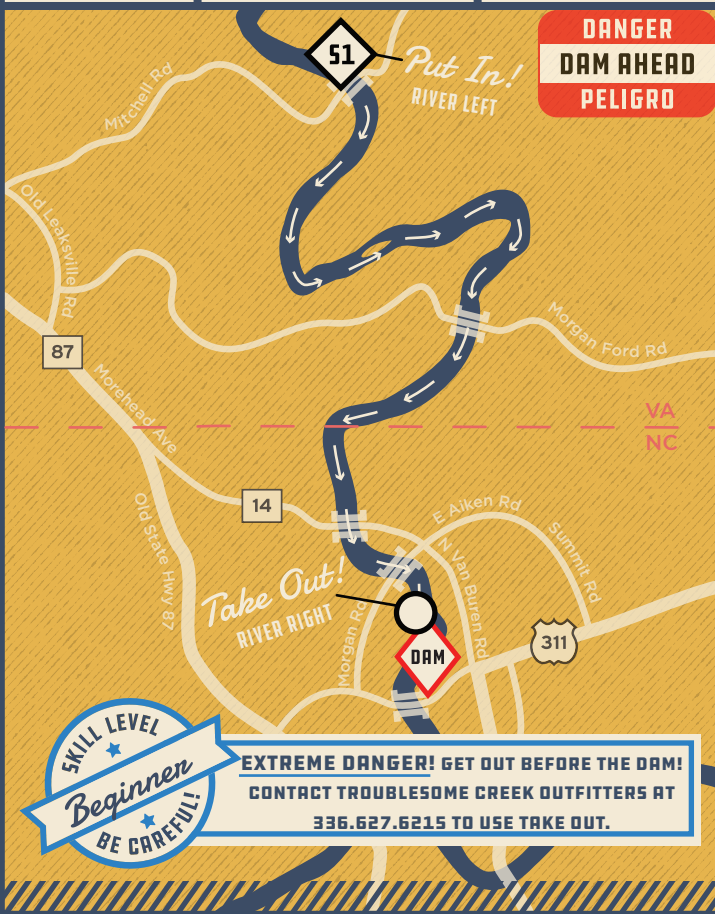 51
Put In!
RIVER LEFT
DANGER
DAM AHEAD
PELIGRO
Mitchell Rd
Old Leaksville Rd
87
Morgan Ford Rd
Morehead Ave
VA
NC
14
Old State Hwy 87
E Aiken Rd
Summit Rd
N Van Buren Rd
Take Out!
RIVER RIGHT
Morgan Rd
311
DAM
SKILL LEVEL
Beginner
BE CAREFUL!
EXTREME DANGER! GET OUT BEFORE THE DAM!
CONTACT TROUBLESOME CREEK OUTFITTERS AT
336.627.6215 TO USE TAKE OUT.